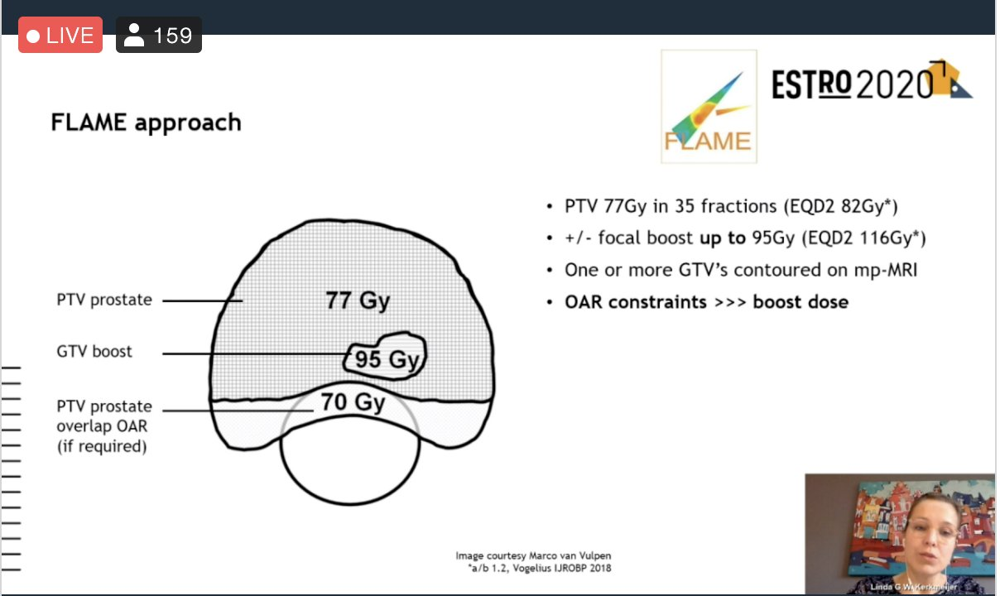 LIVE
159
ESTRO2020
FLAME
FLAME approach
• PTV 77Gy in 35 fractions (EQD2 82Gy*)
• +/- focal boost up to 95Gy (EQD2 116Gy*)
• One or more GTV’s contoured on mp-MRI
• OAR constraints >>> boost dose
PTV prostate
77 Gy
GTV boost
95 Gy
PTV prostate
overlap OAR
(if required)
70 Gy
Image courtesy Marco van Vulpen
*a/b 1.2, Vogelius IJROBP 2018
Linda G.W. Kerkmeijer